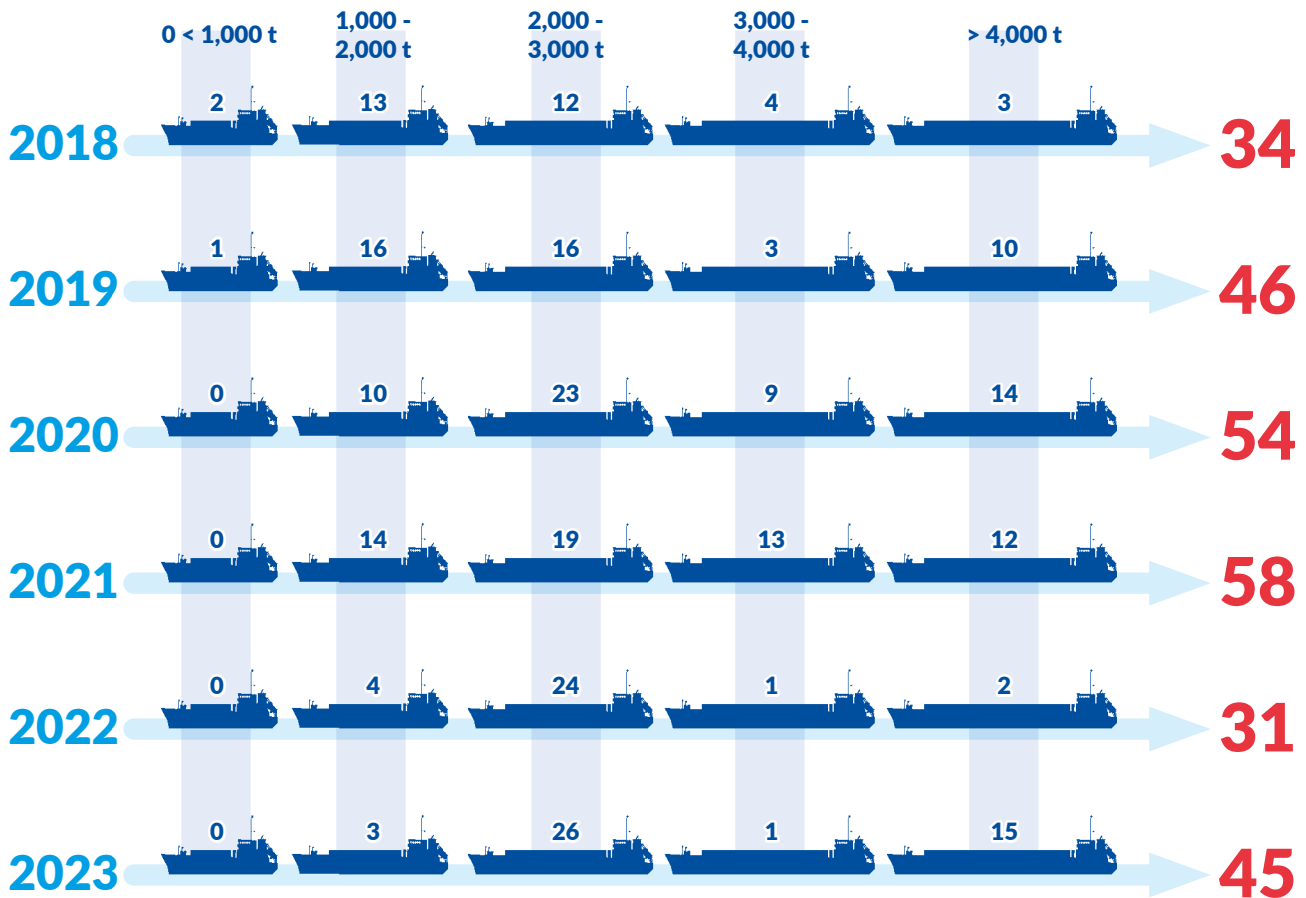 0 < 1,000 t
1,000 -
2,000 t
2,000 -
3,000 t
3,000 -
4,000 t
> 4,000 t
2018 2 13 12 4 3 34
2019 1 16 16 3 10 46
2020 0 10 23 9 14 54
2021 0 14 19 13 12 58
2022 0 4 24 1 2 31
2023 0 3 26 1 15 45